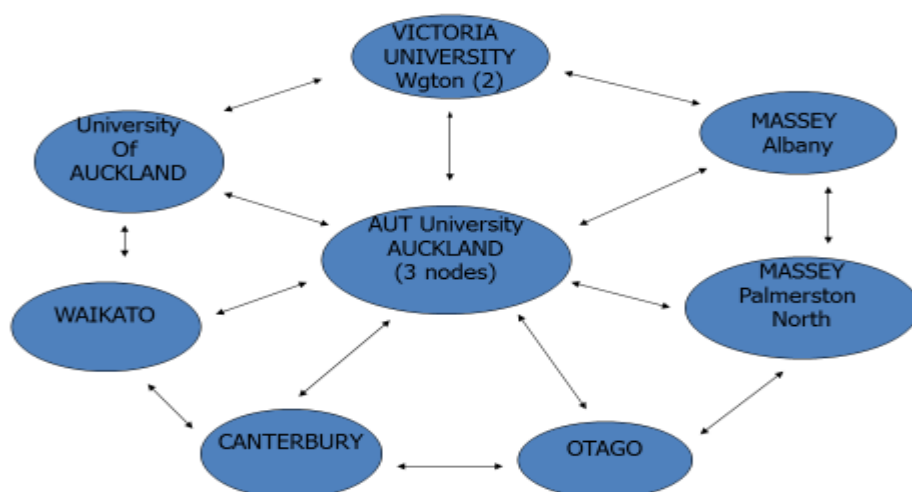 VICTORIA
UNIVERSITY
Wgton (2)
University
Of
AUCKLAND
MASSEY
Albany
AUT University
AUCKLAND
(3 nodes)
WAIKATO
MASSEY
Palmerston
North
CANTERBURY
OTAGO